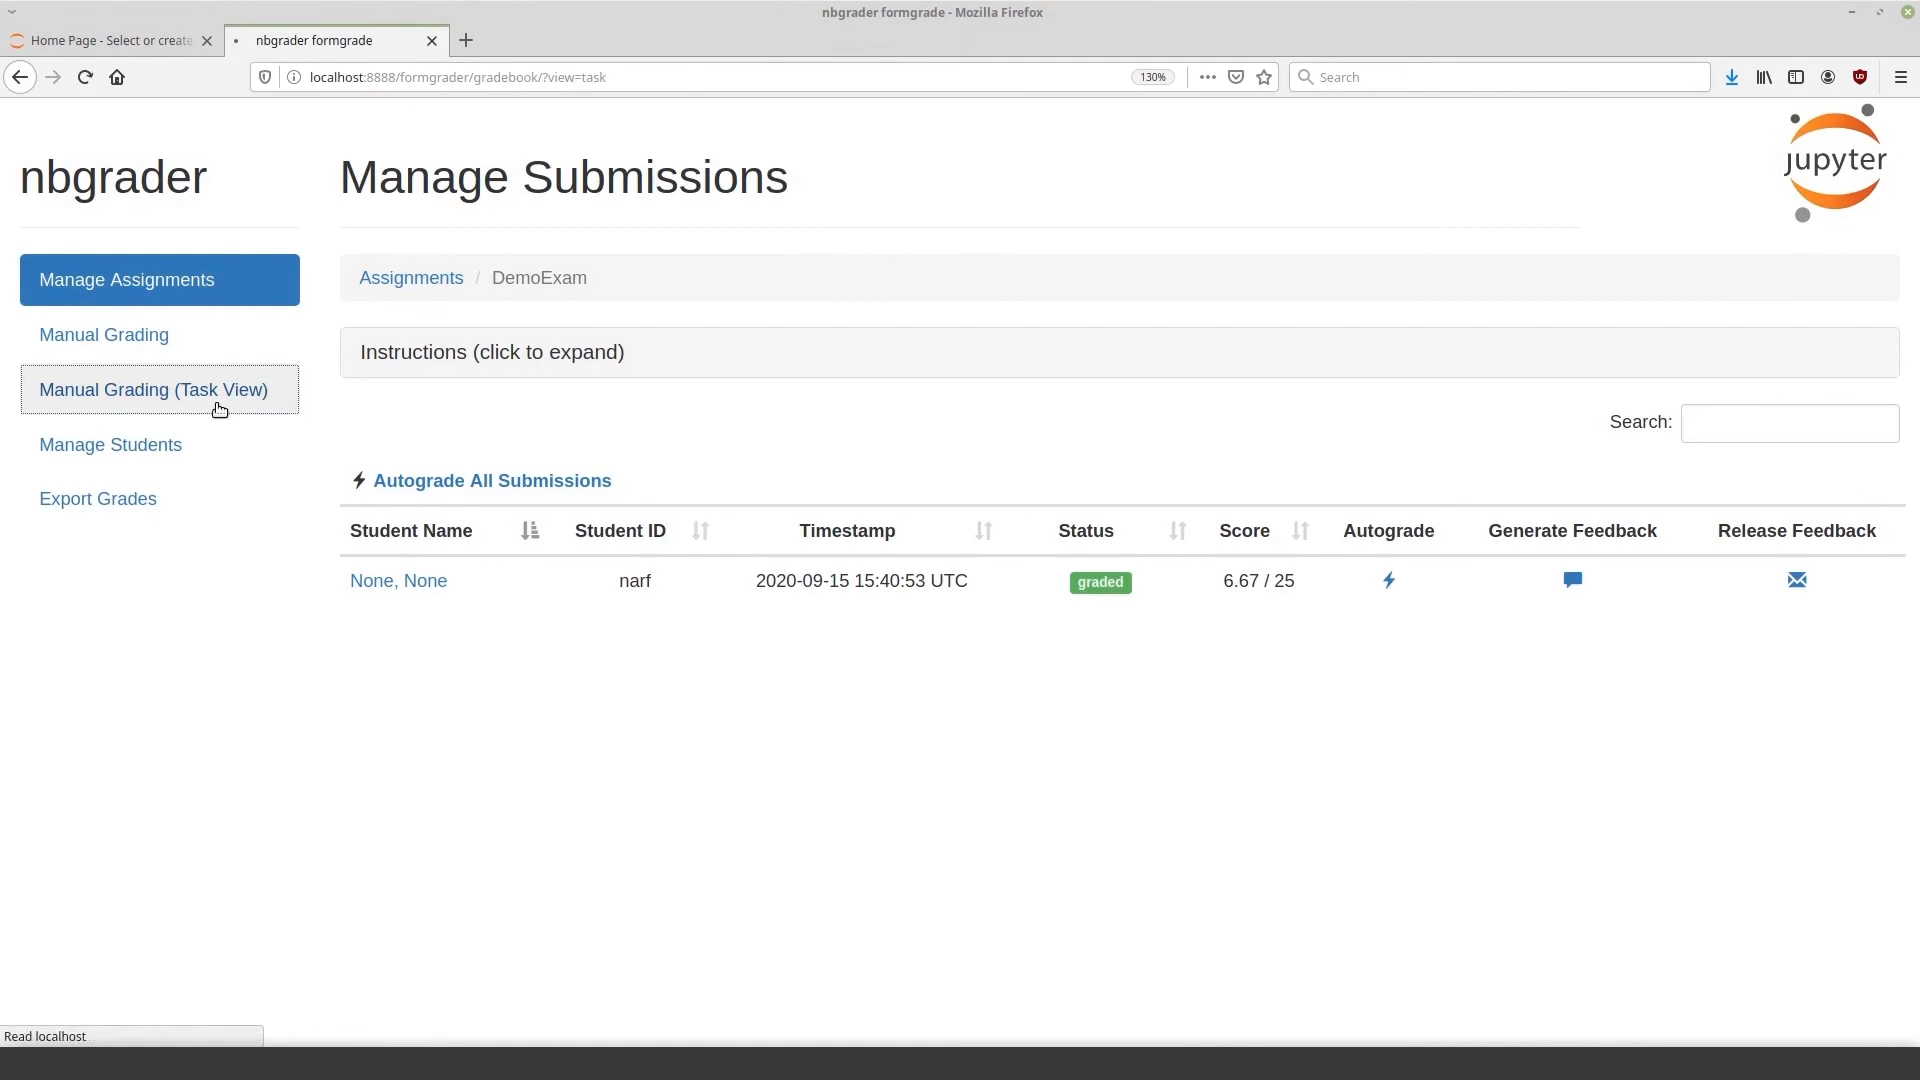 nbgrader formgrade - Mozilla Firefox
Home Page - Select or create
nbgrader formgrade
localhost:8888/formgrader/gradebook/?view=task
130%
Search
nbgrader
Manage Submissions
jupyter
Manage Assignments
Manual Grading
Manual Grading (Task View)
Manage Students
Export Grades
Assignments / DemoExam
Instructions (click to expand)
Search:
Autograde All Submissions
Student Name Student ID Timestamp Status Score Autograde Generate Feedback Release Feedback
None, None narf 2020-09-15 15:40:53 UTC graded 6.67 / 25
Read localhost